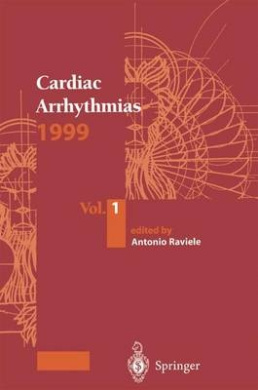 Cardiac
Arrhythmias
1999
Vol. 1
edited by
Antonio Raviele
Springer